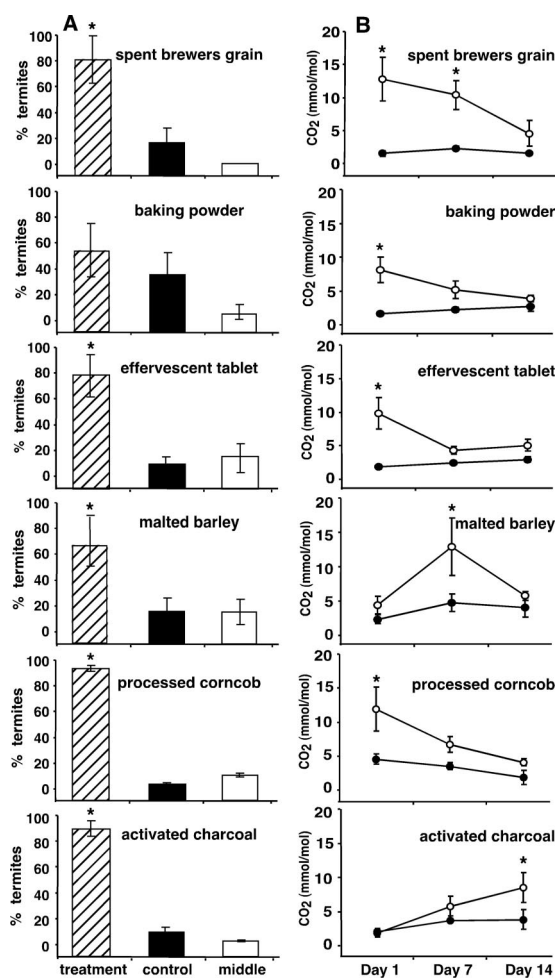 A
B
*
spent brewers grain
% termites
100
80
60
40
20
0
* *
spent brewers grain
CO₂ (mmol/mol)
20
15
10
5
0
baking powder
% termites
100
80
60
40
20
0
*
baking powder
CO₂ (mmol/mol)
20
15
10
5
0
*
effervescent tablet
% termites
100
80
60
40
20
0
*
effervescent tablet
CO₂ (mmol/mol)
20
15
10
5
0
*
malted barley
% termites
100
80
60
40
20
0
*
malted barley
CO₂ (mmol/mol)
20
15
10
5
0
*
processed corncob
% termites
100
80
60
40
20
0
*
processed corncob
CO₂ (mmol/mol)
20
15
10
5
0
*
activated charcoal
% termites
100
80
60
40
20
0
*
activated charcoal
CO₂ (mmol/mol)
20
15
10
5
0
treatment control middle
Day 1 Day 7 Day 14